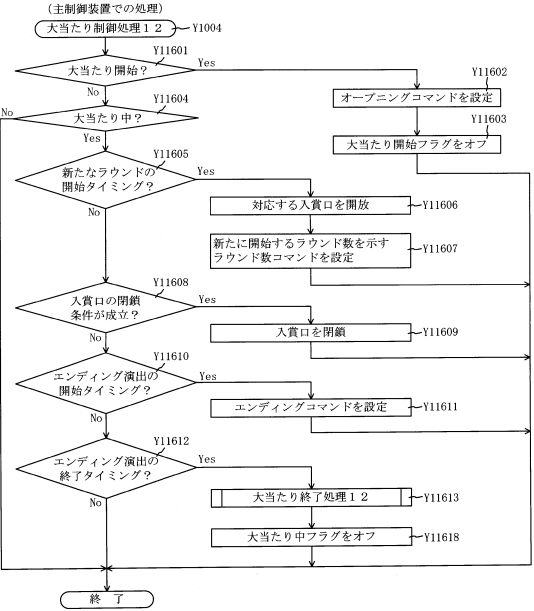 (主制御装置での処理)
大当たり制御処理12
Y1004
Y11601
大当たり開始?
Yes
No
Y11602
オープニングコマンドを設定
Y11603
大当たり開始フラグをオフ
Y11604
No
大当たり中?
Yes
Y11605
新たなラウンドの
開始タイミング?
Yes
No
対応する入賞口を開放
Y11606
新たに開始するラウンド数を示す
ラウンド数コマンドを設定
Y11607
Y11608
入賞口の閉鎖
条件が成立?
Yes
No
入賞口を閉鎖
Y11609
Y11610
エンディング演出の
開始タイミング?
Yes
No
エンディングコマンドを設定
Y11611
Y11612
エンディング演出の
終了タイミング?
Yes
No
大当たり終了処理12
Y11613
大当たり中フラグをオフ
Y11618
終 了